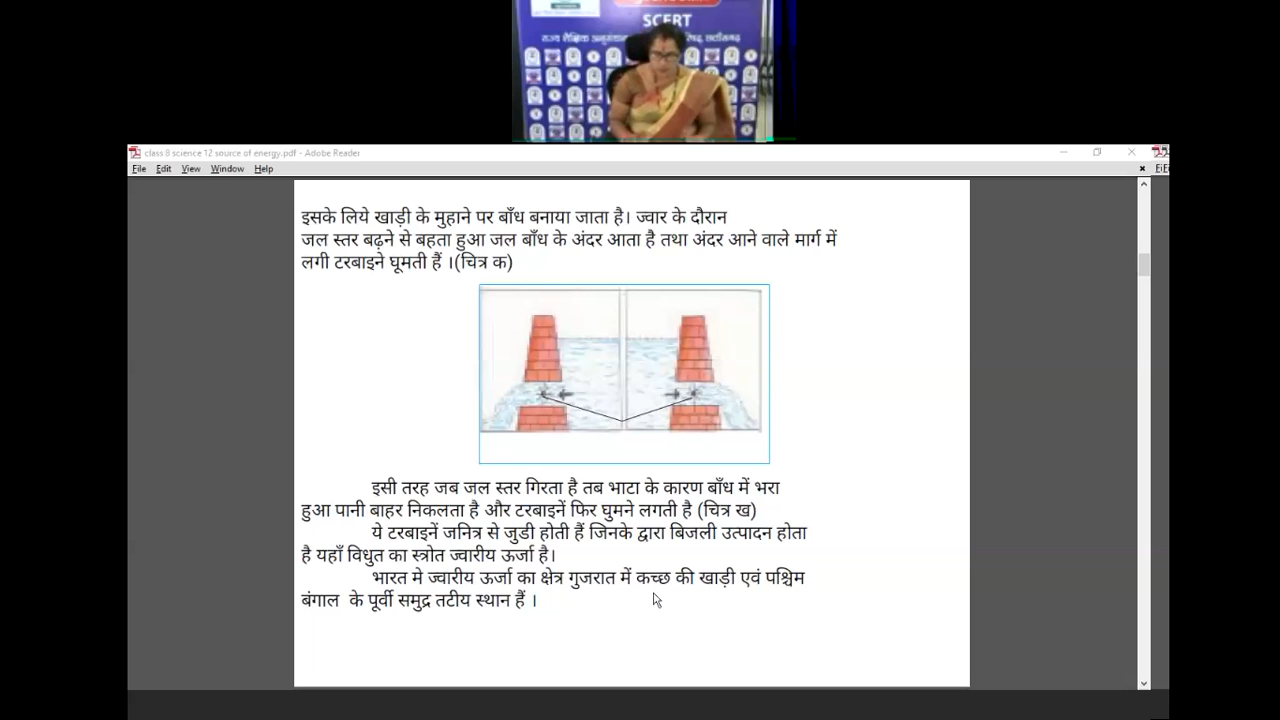 SCERT
class 8 science 12 source of energy.pdf - Adobe Reader
File Edit View Window Help
इसके लिये खाड़ी के मुहाने पर बाँध बनाया जाता है। ज्वार के दौरान
जल स्तर बढ़ने से बहता हुआ जल बाँध के अंदर आता है तथा अंदर आने वाले मार्ग में
लगी टरबाइने घूमती हैं ।(चित्र क)
इसी तरह जब जल स्तर गिरता है तब भाटा के कारण बाँध में भरा
हुआ पानी बाहर निकलता है और टरबाइनें फिर घुमने लगती है (चित्र ख)
ये टरबाइनें जनित्र से जुडी होती हैं जिनके द्वारा बिजली उत्पादन होता
है यहाँ विधुत का स्त्रोत ज्वारीय ऊर्जा है।
भारत मे ज्वारीय ऊर्जा का क्षेत्र गुजरात में कच्छ की खाड़ी एवं पश्चिम
बंगाल के पूर्वी समुद्र तटीय स्थान हैं ।